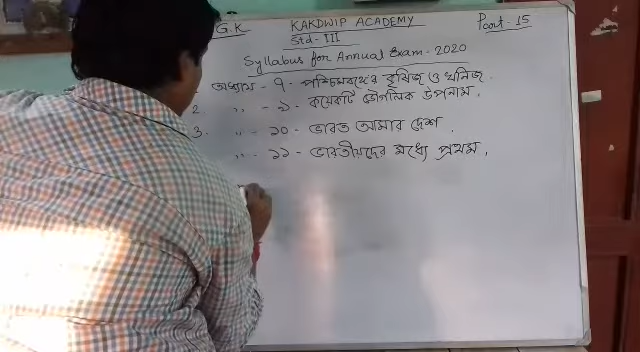 G.K KAKDWIP ACADEMY Part-15
Std-III
Syllabus for Annual Exam-2020
অধ্যায় - ৭ - পশ্চিমবঙ্গের কৃষিজ ও খনিজ.
2. " - ৯ - কয়েকটি ভৌগলিক উপনাম.
3. " - ১০ - ভারত আমার দেশ.
" - ১১ - ভারতীয়দের মধ্যে প্রথম.